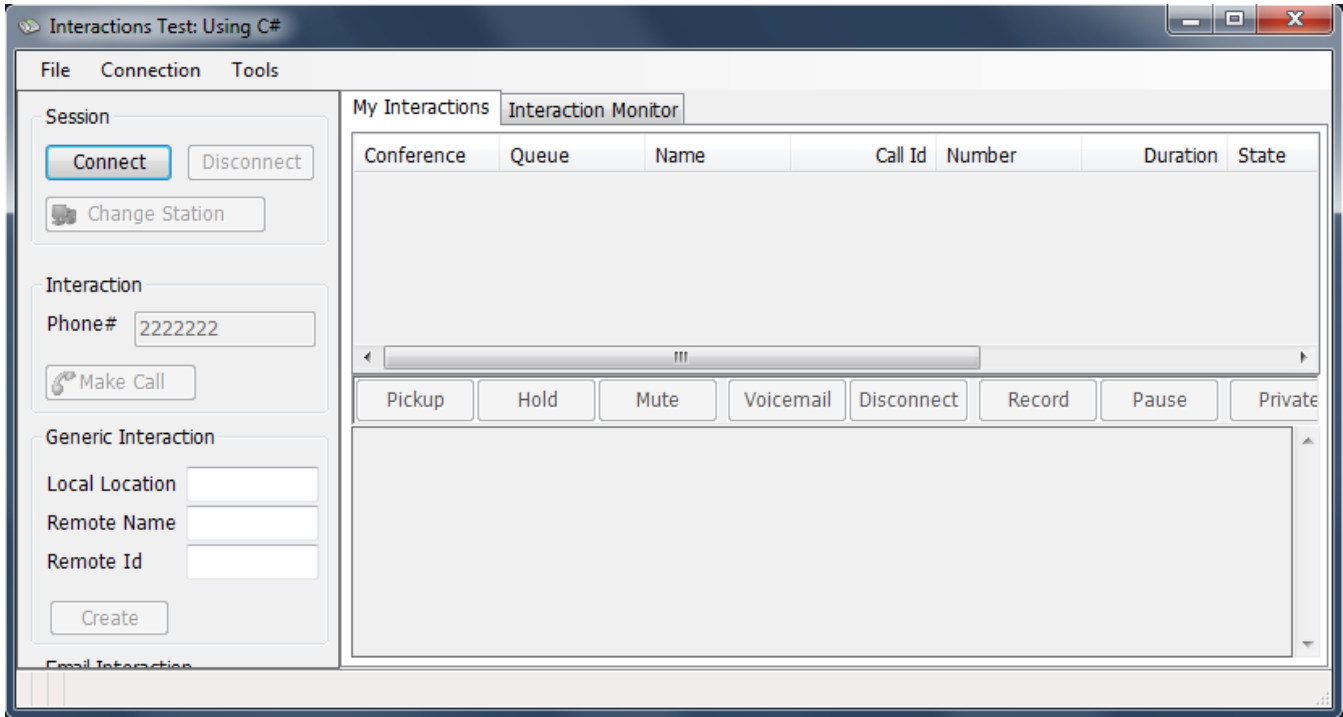 Interactions Test: Using C#
File Connection Tools
Session
Connect Disconnect
Change Station
Interaction
Phone# 2222222
Make Call
Generic Interaction
Local Location
Remote Name
Remote Id
Create
Email Interaction
My Interactions Interaction Monitor
Conference Queue Name Call Id Number Duration State
Pickup Hold Mute Voicemail Disconnect Record Pause Private